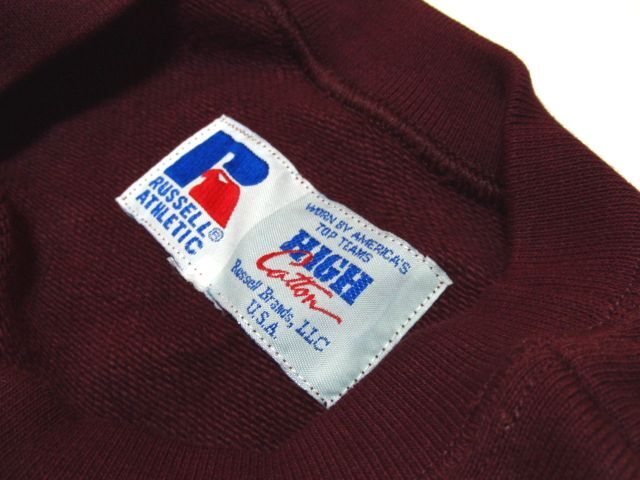 R
RUSSELL®
ATHLETIC
WORN BY AMERICA'S
TOP TEAMS
HIGH
Cotton
Russell Brands, LLC
U.S.A.